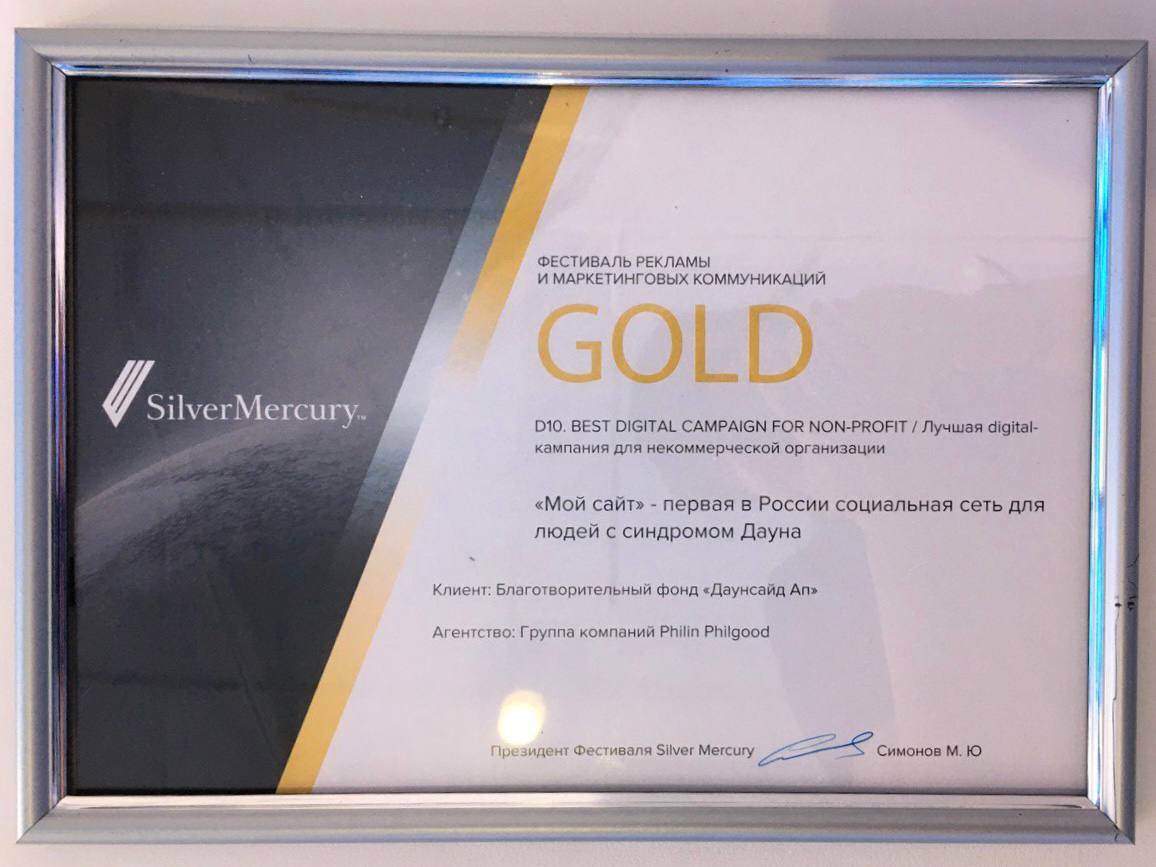 SilverMercury™
ФЕСТИВАЛЬ РЕКЛАМЫ
И МАРКЕТИНГОВЫХ КОММУНИКАЦИЙ
GOLD
D10. BEST DIGITAL CAMPAIGN FOR NON-PROFIT / Лучшая digital-
кампания для некоммерческой организации
«Мой сайт» - первая в России социальная сеть для
людей с синдромом Дауна
Клиент: Благотворительный фонд «Даунсайд Ап»
Агентство: Группа компаний Philin Philgood
Президент Фестиваля Silver Mercury Симонов М. Ю